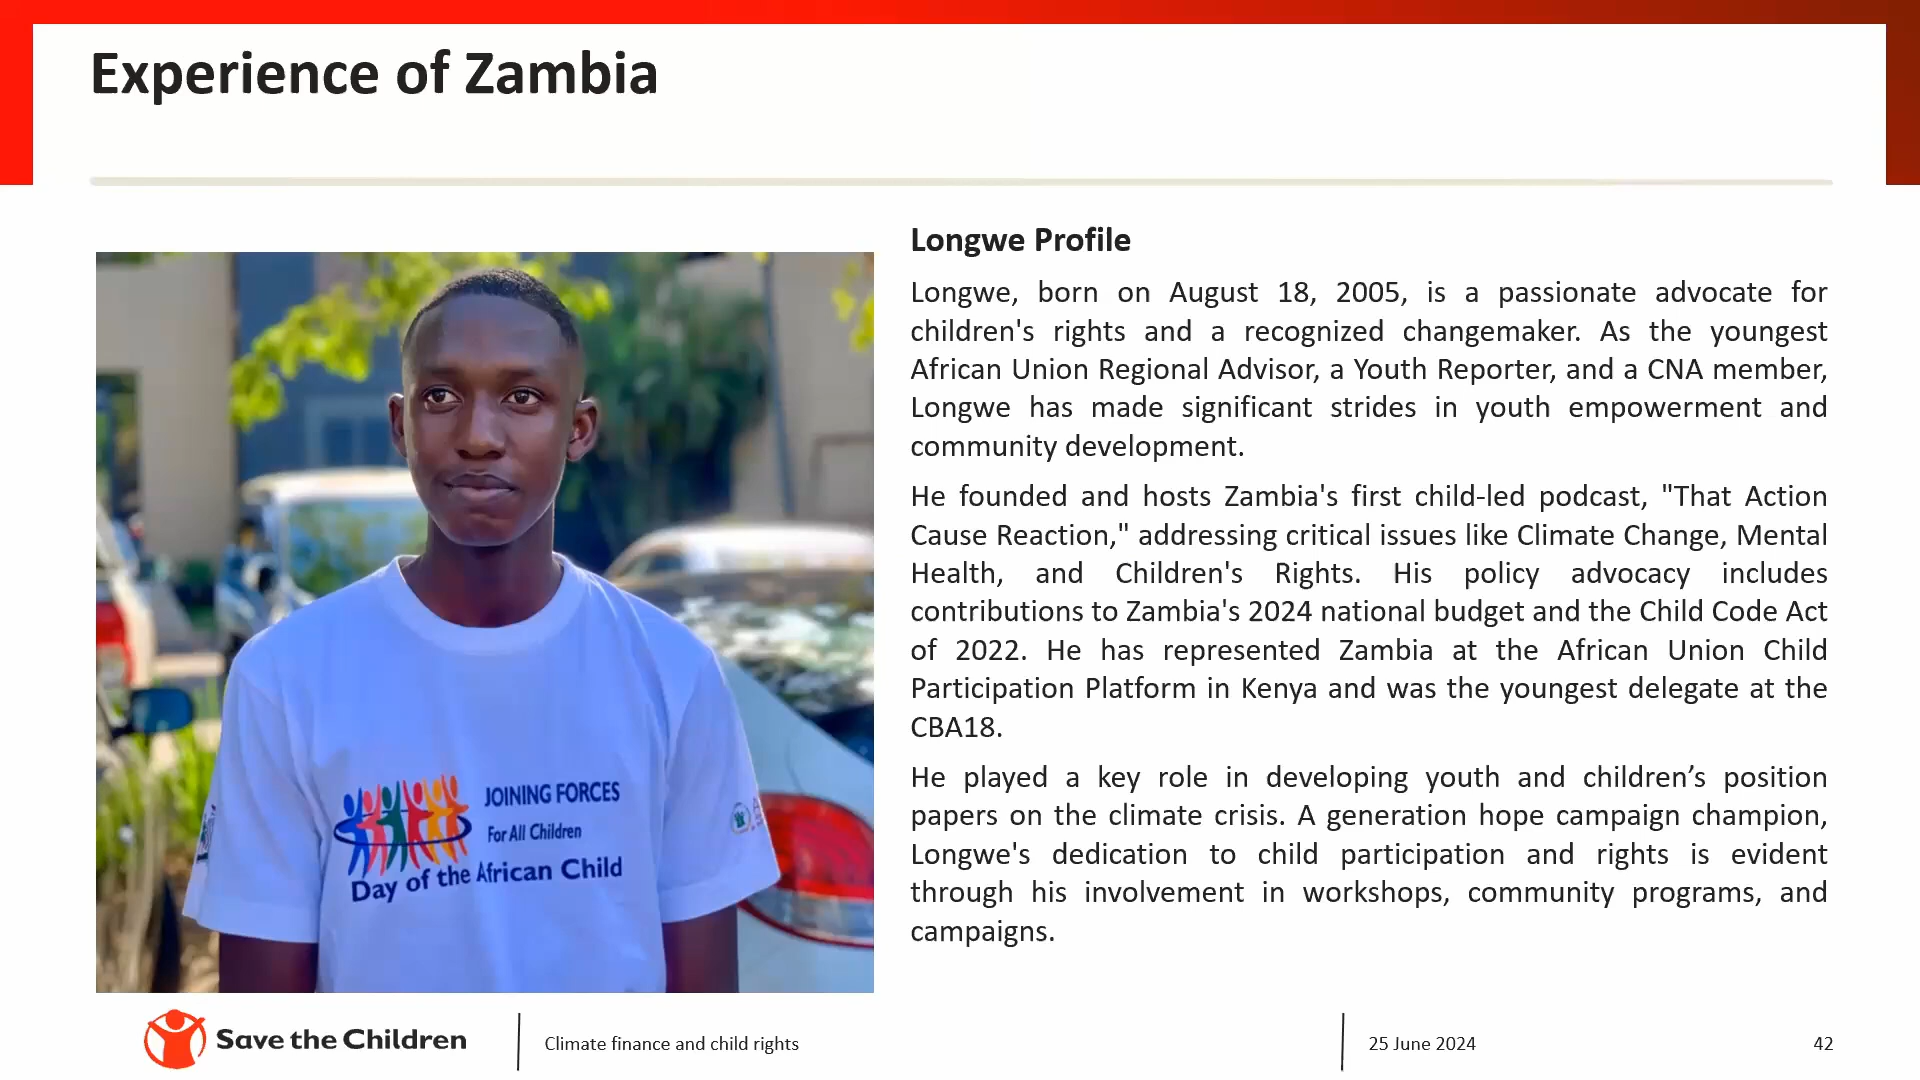 Experience of Zambia
Longwe Profile
Longwe, born on August 18, 2005, is a passionate advocate for
children's rights and a recognized changemaker. As the youngest
African Union Regional Advisor, a Youth Reporter, and a CNA member,
Longwe has made significant strides in youth empowerment and
community development.
He founded and hosts Zambia's first child-led podcast, "That Action
Cause Reaction," addressing critical issues like Climate Change, Mental
Health, and Children's Rights. His policy advocacy includes
contributions to Zambia's 2024 national budget and the Child Code Act
of 2022. He has represented Zambia at the African Union Child
Participation Platform in Kenya and was the youngest delegate at the
CBA18.
He played a key role in developing youth and children’s position
papers on the climate crisis. A generation hope campaign champion,
Longwe's dedication to child participation and rights is evident
through his involvement in workshops, community programs, and
campaigns.
JOINING FORCES
For All Children
Day of the African Child
Save the Children
Climate finance and child rights
25 June 2024
42